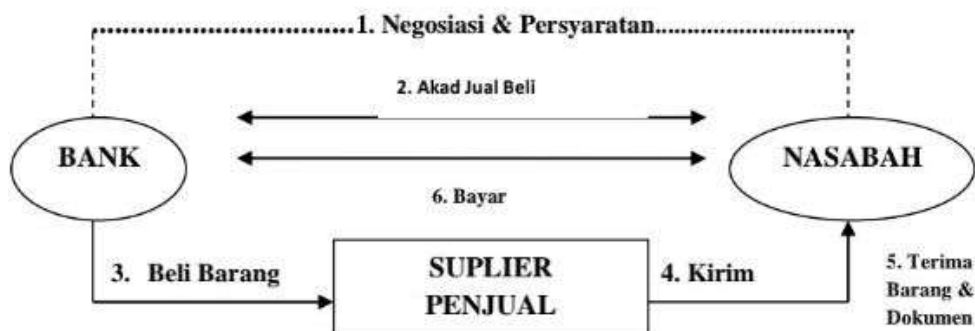 1. Negosiasi & Persyaratan
2. Akad Jual Beli
BANK
NASABAH
6. Bayar
3. Beli Barang
SUPLIER
PENJUAL
4. Kirim
5. Terima
Barang &
Dokumen